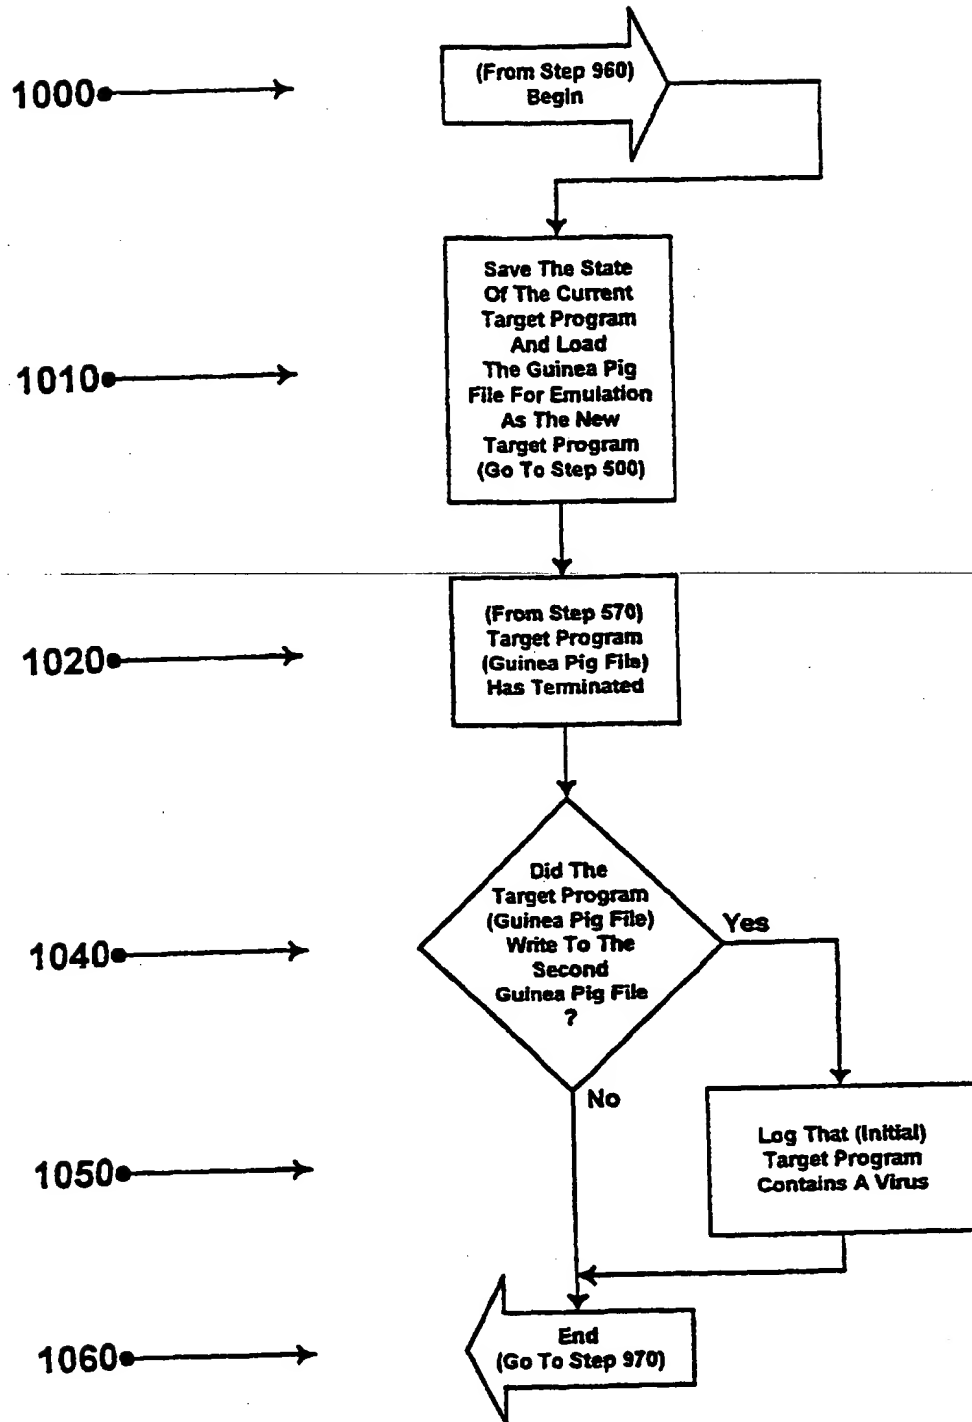 1000
(From Step 960)
Begin
1010
Save The State
Of The Current
Target Program
And Load
The Guinea Pig
File For Emulation
As The New
Target Program
(Go To Step 500)
1020
(From Step 570)
Target Program
(Guinea Pig File)
Has Terminated
1040
Did The
Target Program
(Guinea Pig File)
Write To The
Second
Guinea Pig File
?
Yes
No
1050
Log That (Initial)
Target Program
Contains A Virus
1060
End
(Go To Step 970)